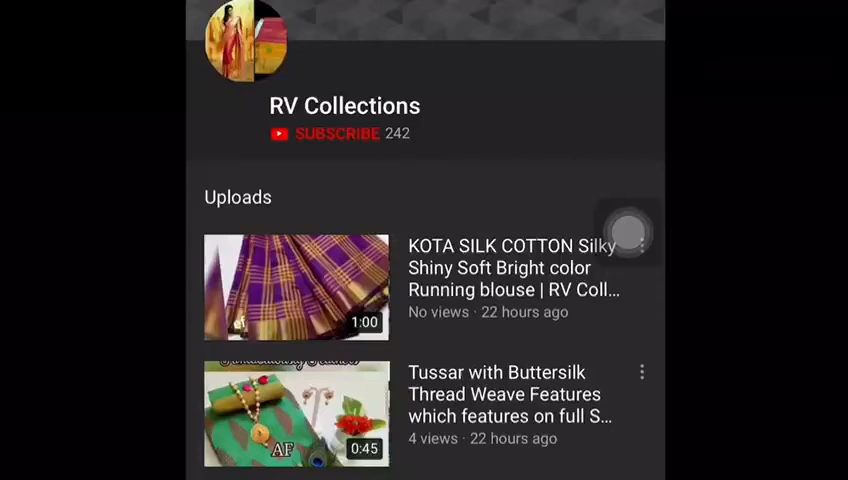 RV Collections
SUBSCRIBE 242
Uploads
KOTA SILK COTTON Silky
Shiny Soft Bright color
Running blouse | RV Coll...
No views · 22 hours ago
1:00
Tussar with Buttersilk
Thread Weave Features
which features on full S...
4 views · 22 hours ago
AF
0:45